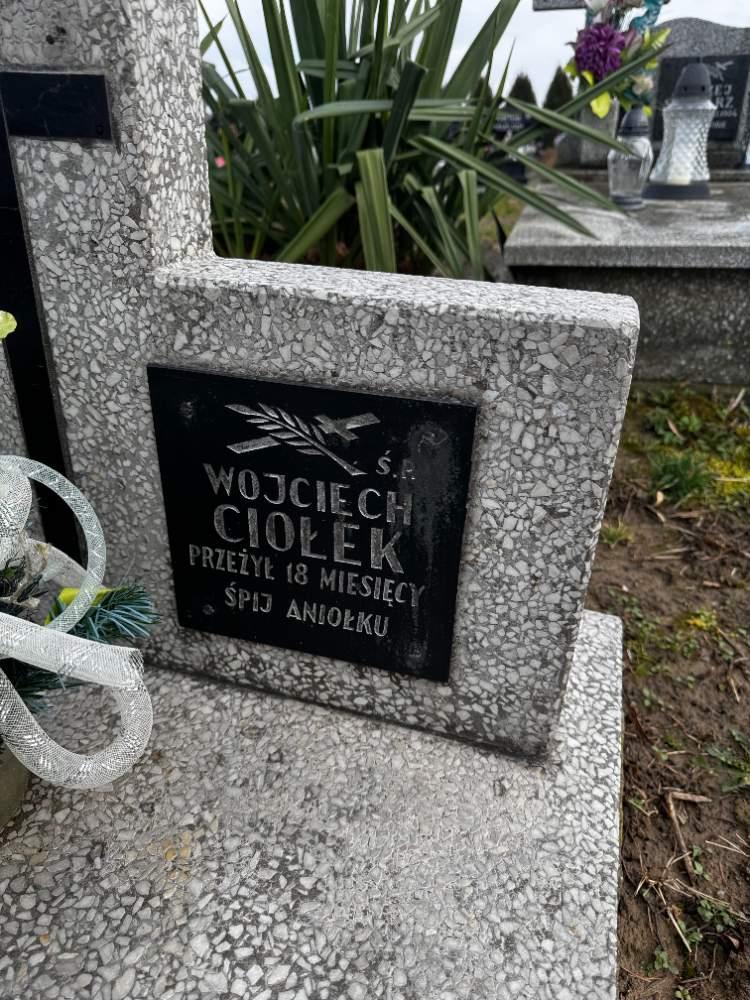 Ś.P.
WOJCIECH
CIOŁEK
PRZEŻYŁ 18 MIESIĘCY
ŚPIJ ANIOŁKU